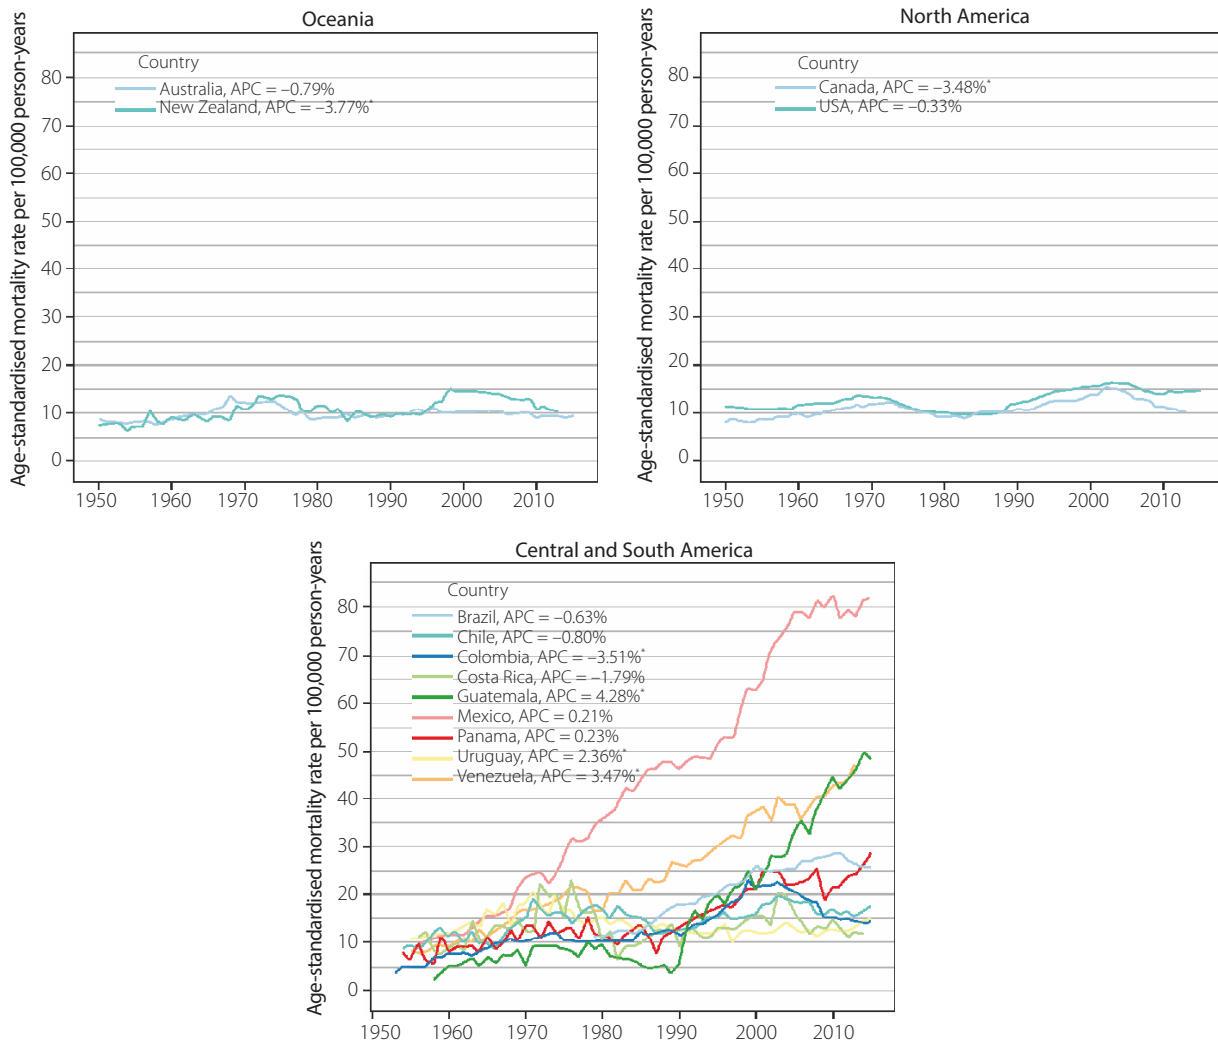 Oceania
Age-standardised mortality rate per 100,000 person-years
Country
Australia, APC = –0.79%
New Zealand, APC = –3.77%*
80
70
60
50
40
30
20
10
0
1950 1960 1970 1980 1990 2000 2010
North America
Age-standardised mortality rate per 100,000 person-years
Country
Canada, APC = –3.48%*
USA, APC = –0.33%
80
70
60
50
40
30
20
10
0
1950 1960 1970 1980 1990 2000 2010
Central and South America
Age-standardised mortality rate per 100,000 person-years
Country
Brazil, APC = –0.63%
Chile, APC = –0.80%
Colombia, APC = –3.51%*
Costa Rica, APC = –1.79%
Guatemala, APC = 4.28%*
Mexico, APC = 0.21%
Panama, APC = 0.23%
Uruguay, APC = 2.36%*
Venezuela, APC = 3.47%*
80
70
60
50
40
30
20
10
0
1950 1960 1970 1980 1990 2000 2010